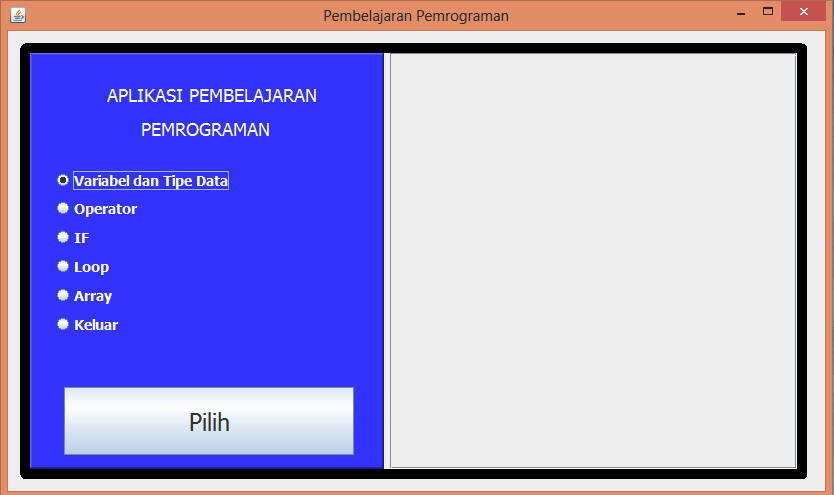 Pembelajaran Pemrograman
APLIKASI PEMBELAJARAN
PEMROGRAMAN
Variabel dan Tipe Data
Operator
IF
Loop
Array
Keluar
Pilih